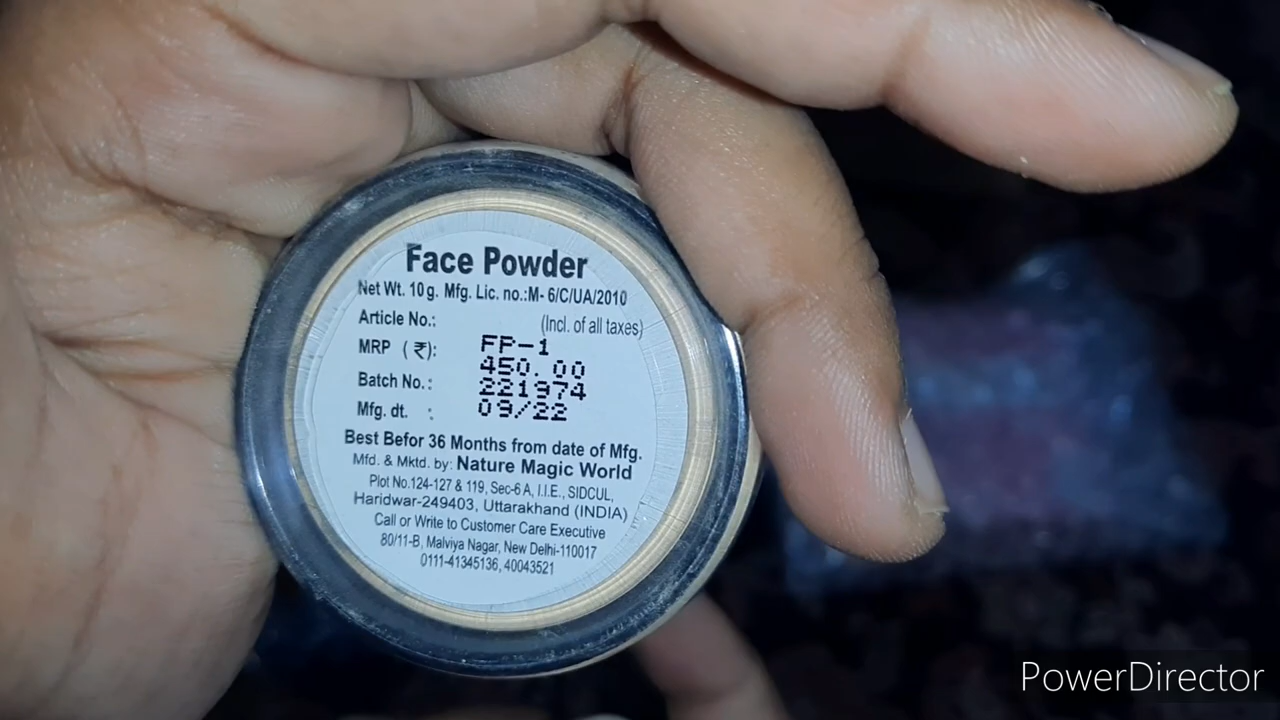 Face Powder
Net Wt. 10g. Mfg. Lic. no.:M- 6/C/UA/2010
Article No.: (Incl. of all taxes)
FP-1
MRP (₹): 450.00
Batch No.: 221974
Mfg. dt. : 09/22
Best Befor 36 Months from date of Mfg.
Mfd. & Mktd. by: Nature Magic World
Plot No.124-127 & 119, Sec-6 A, I.I.E., SIDCUL,
Haridwar-249403, Uttarakhand (INDIA)
Call or Write to Customer Care Executive
80/11-B, Malviya Nagar, New Delhi-110017
0111-41345136, 40043521
PowerDirector